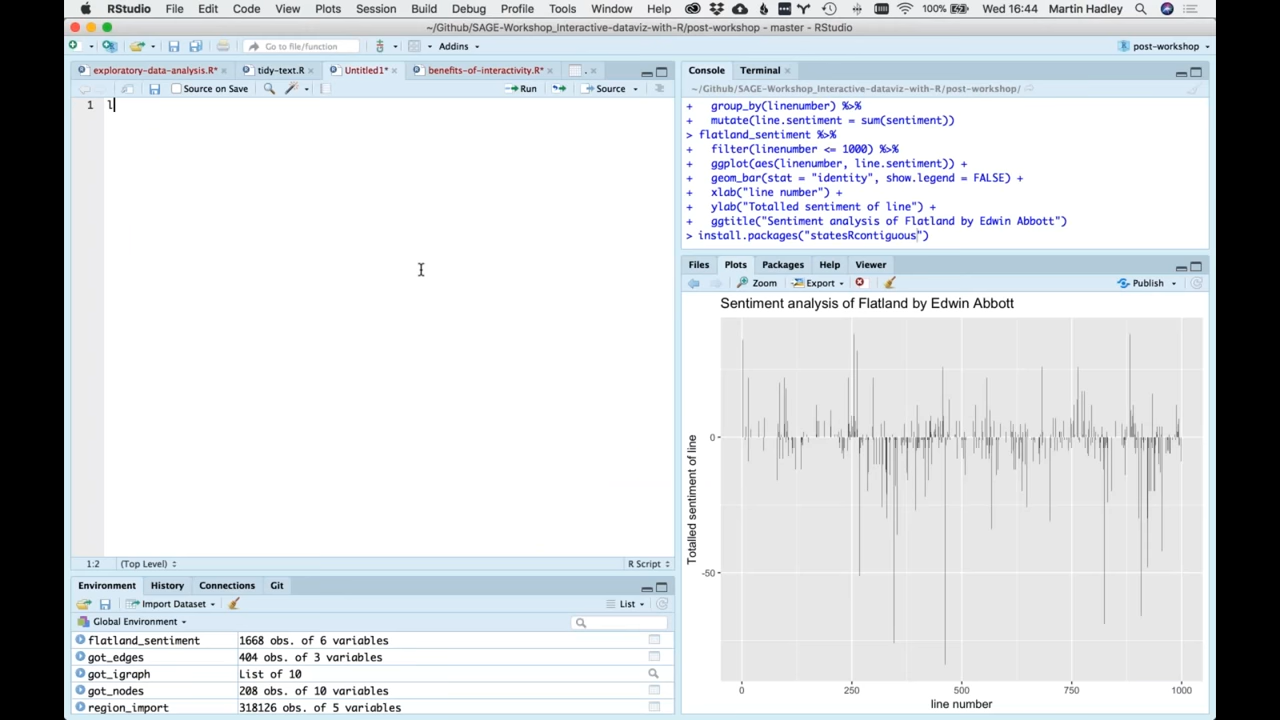 RStudio File Edit Code View Plots Session Build Debug Profile Tools Window Help 100% Wed 16:44 Martin Hadley
~/Github/SAGE-Workshop_Interactive-dataviz-with-R/post-workshop - master - RStudio
Go to file/function Addins post-workshop
exploratory-data-analysis.R* tidy-text.R Untitled1* benefits-of-interactivity.R* .
Source on Save Run Source
1 l
1:2 (Top Level) R Script
Console Terminal
~/Github/SAGE-Workshop_Interactive-dataviz-with-R/post-workshop/
+ group_by(linenumber) %>%
+ mutate(line.sentiment = sum(sentiment))
> flatland_sentiment %>%
+ filter(linenumber <= 1000) %>%
+ ggplot(aes(linenumber, line.sentiment)) +
+ geom_bar(stat = "identity", show.legend = FALSE) +
+ xlab("line number") +
+ ylab("Totalled sentiment of line") +
+ ggtitle("Sentiment analysis of Flatland by Edwin Abbott")
> install.packages("statesRcontiguous")
Files Plots Packages Help Viewer
Zoom Export Publish
Sentiment analysis of Flatland by Edwin Abbott
Totalled sentiment of line
0
-50
0 250 500 750 1000
line number
Environment History Connections Git
Import Dataset List
Global Environment
flatland_sentiment 1668 obs. of 6 variables
got_edges 404 obs. of 3 variables
got_igraph List of 10
got_nodes 208 obs. of 10 variables
region_import 318126 obs. of 5 variables